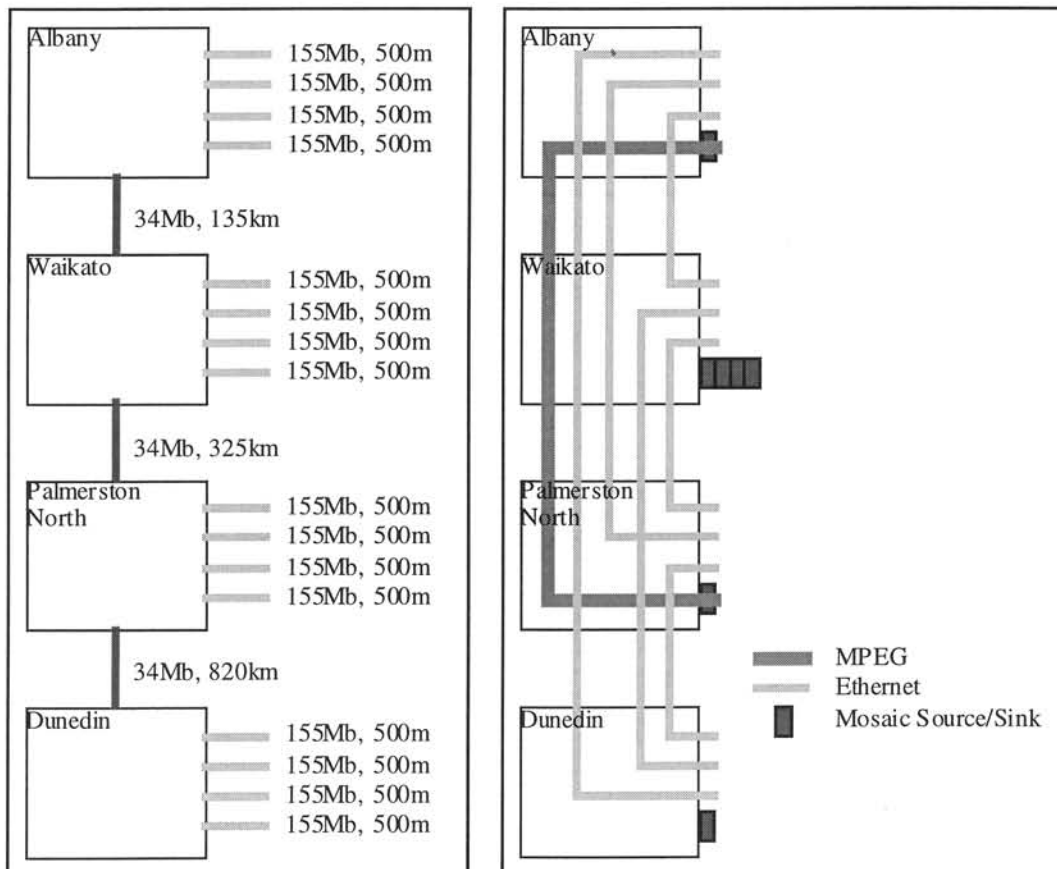 Albany
155Mb, 500m
155Mb, 500m
155Mb, 500m
155Mb, 500m
34Mb, 135km
Waikato
155Mb, 500m
155Mb, 500m
155Mb, 500m
155Mb, 500m
34Mb, 325km
Palmerston
North
155Mb, 500m
155Mb, 500m
155Mb, 500m
155Mb, 500m
34Mb, 820km
Dunedin
155Mb, 500m
155Mb, 500m
155Mb, 500m
155Mb, 500m
Albany
Waikato
Palmerston
North
Dunedin
MPEG
Ethernet
Mosaic Source/Sink